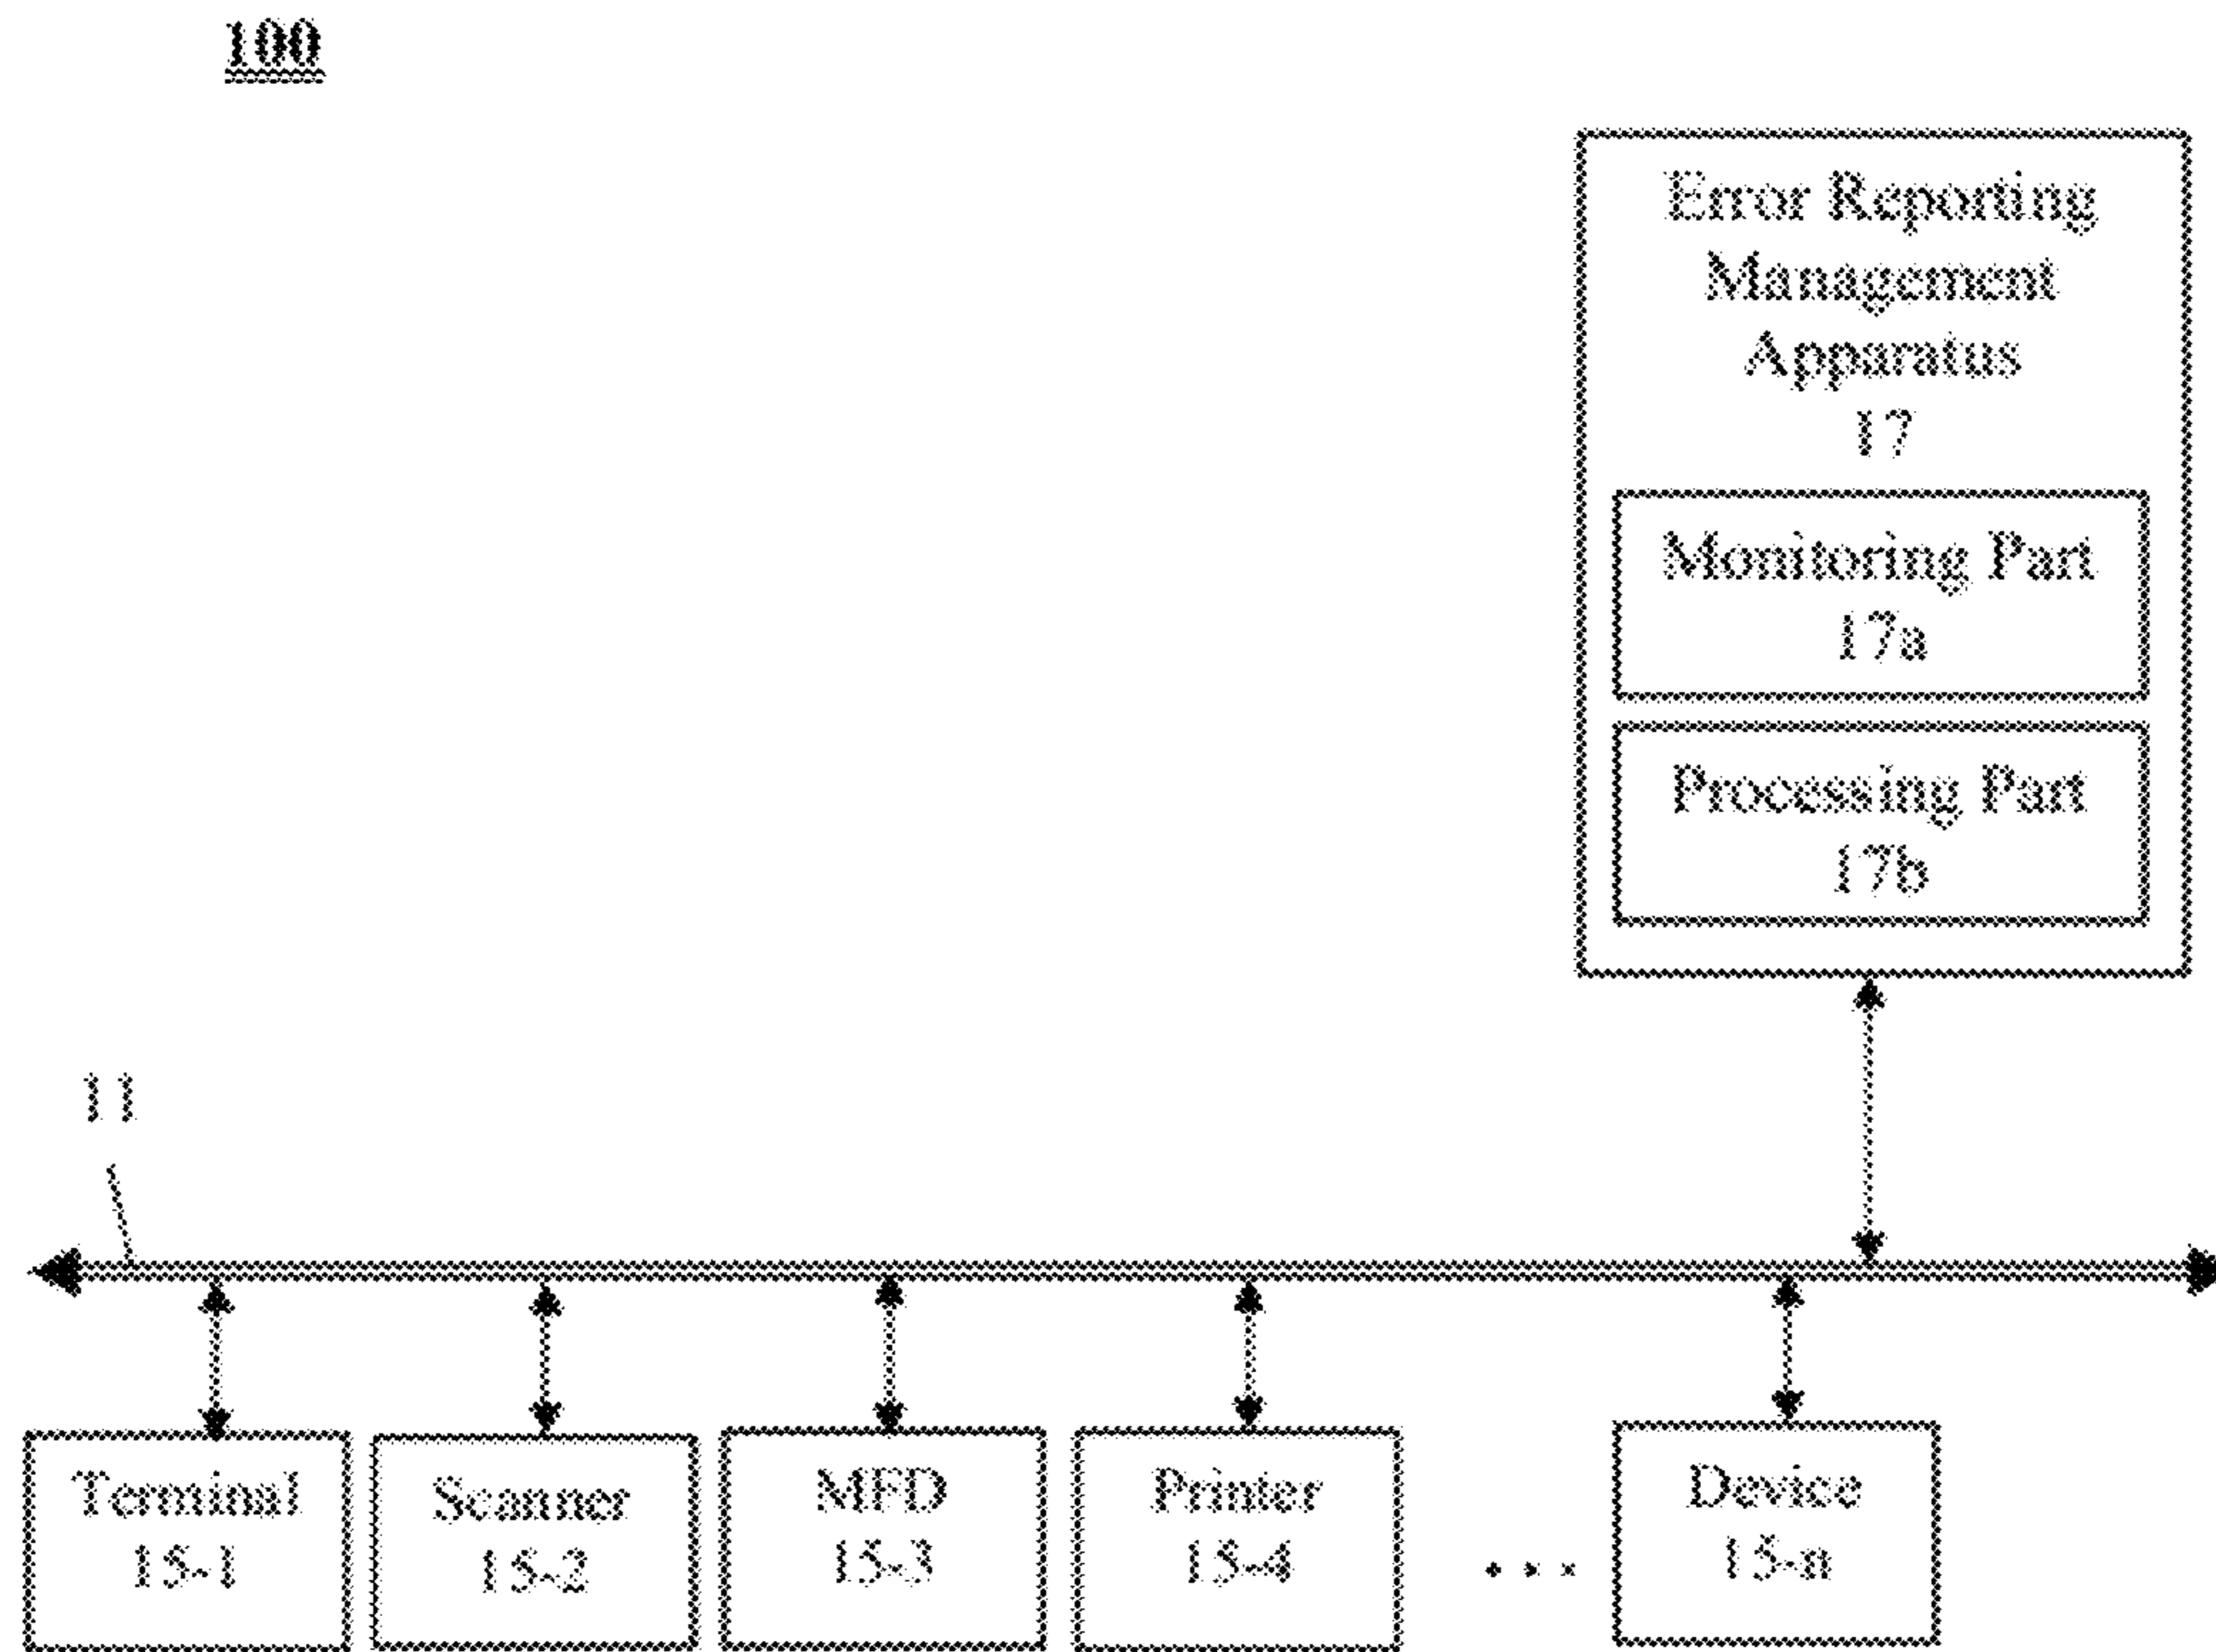 100
Error Reporting
Management
Apparatus
17
Monitoring Part
17a
Processing Part
17b
11
Terminal
15-1
Scanner
15-2
MFD
15-3
Printer
15-4
...
Device
15-n